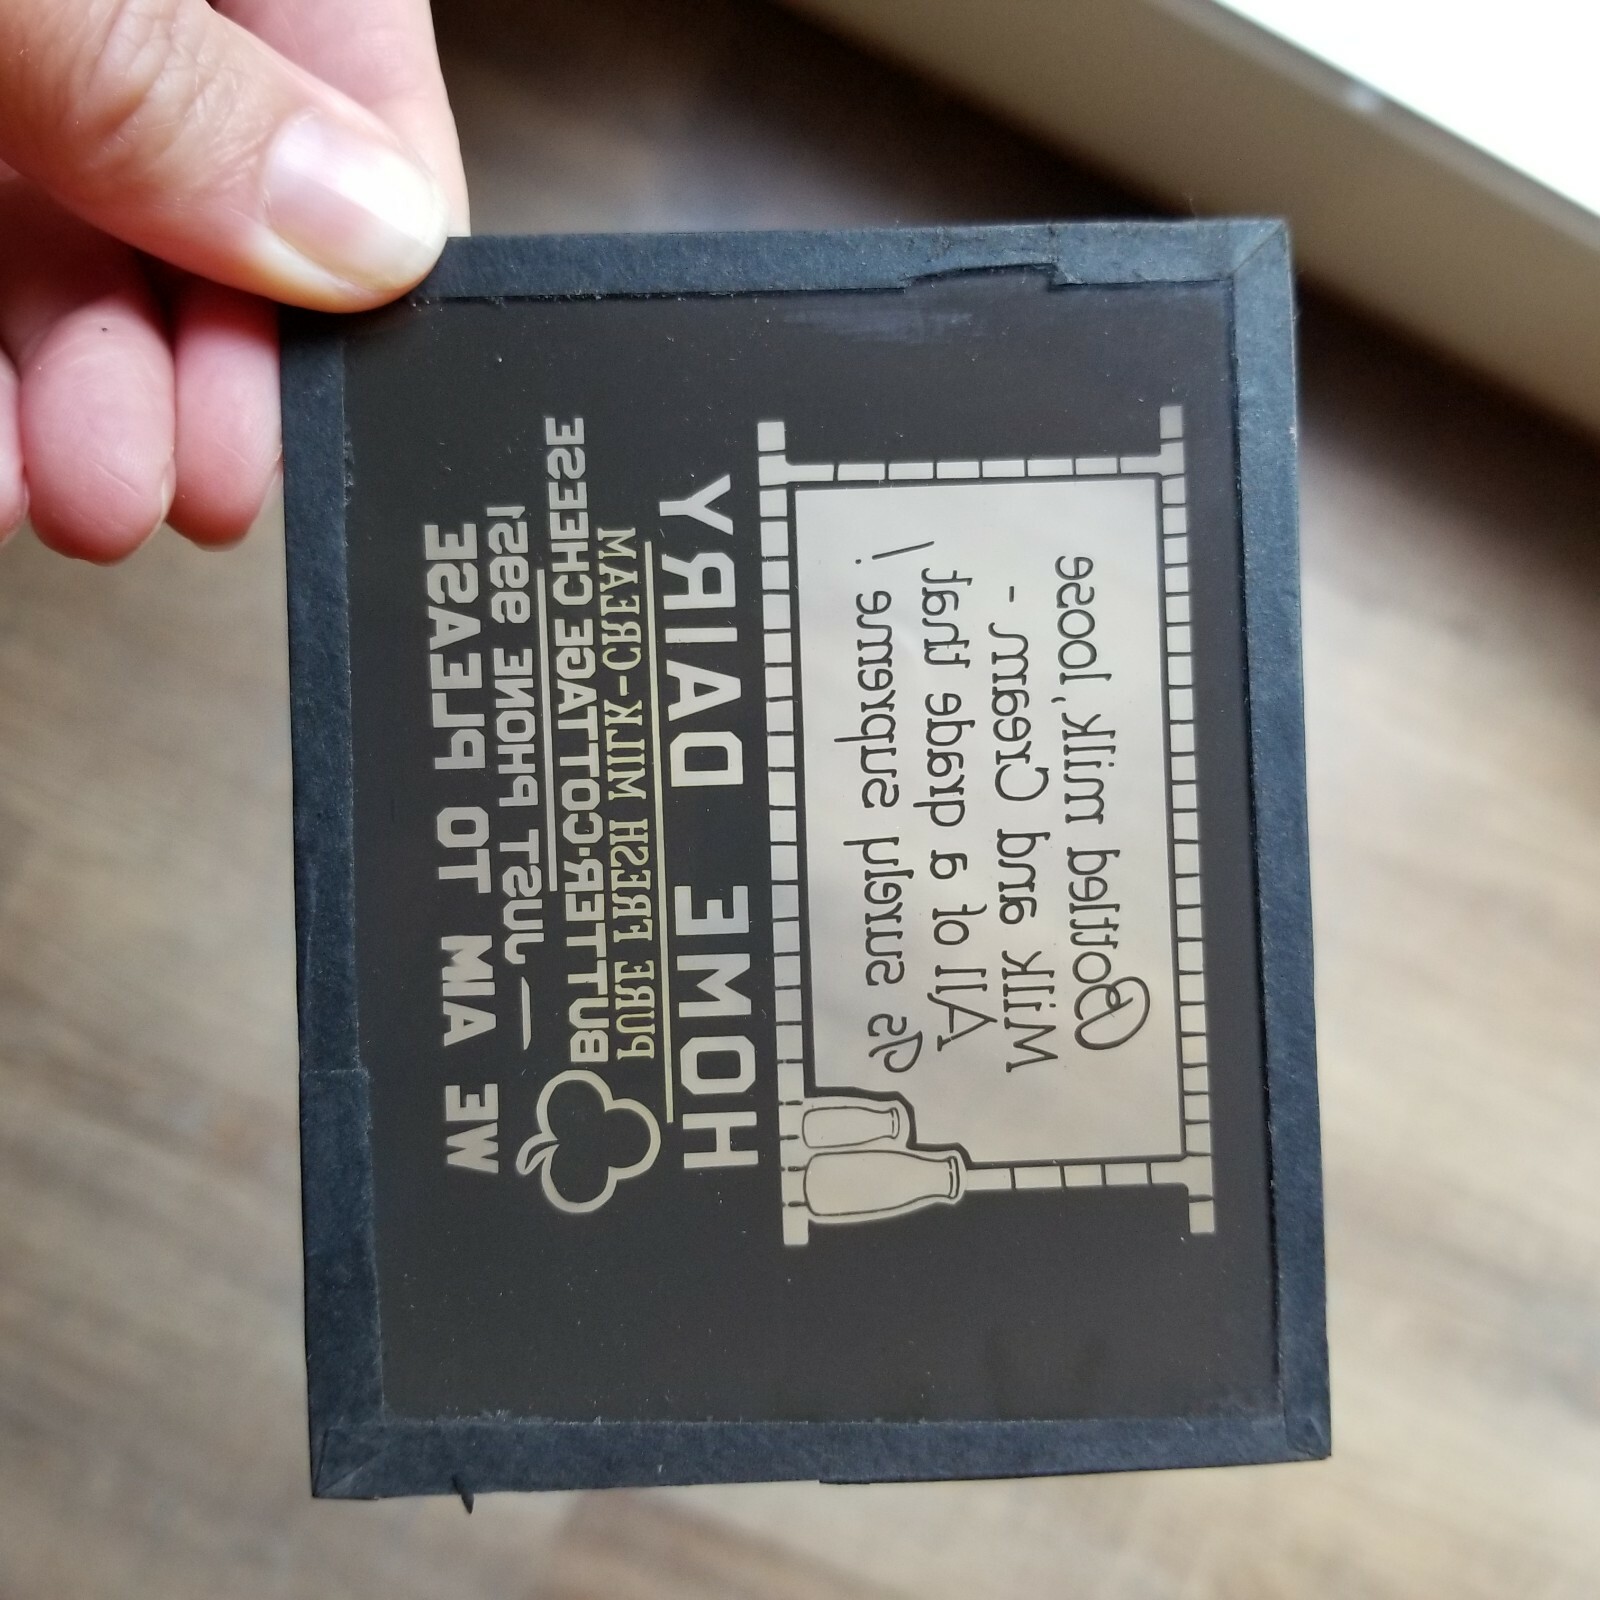 Bottled milk, loose
Milk and Cream -
All of a grade that
Is surely supreme!
HOME DAIRY
PURE FRESH MILK-CREAM
BUTTER·COTTAGE CHEESE
— JUST PHONE
WE AIM TO PLEASE